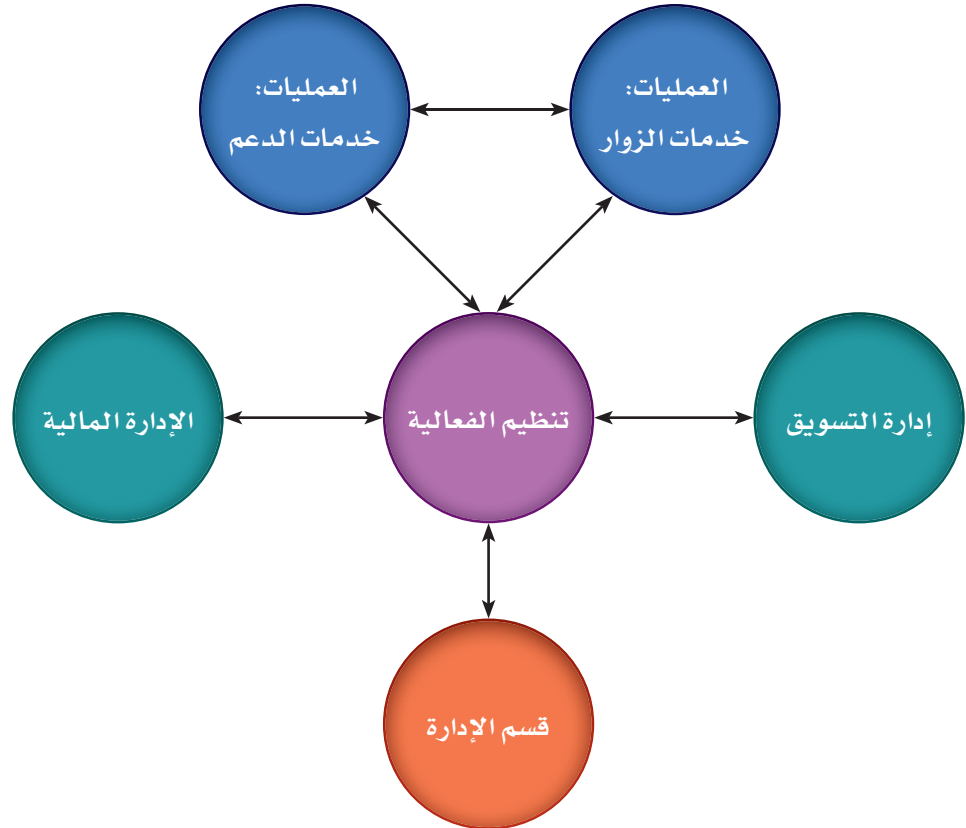 العمليات:
خدمات الزوار
العمليات:
خدمات الدعم
إدارة التسويق
تنظيم الفعالية
الإدارة المالية
قسم الإدارة